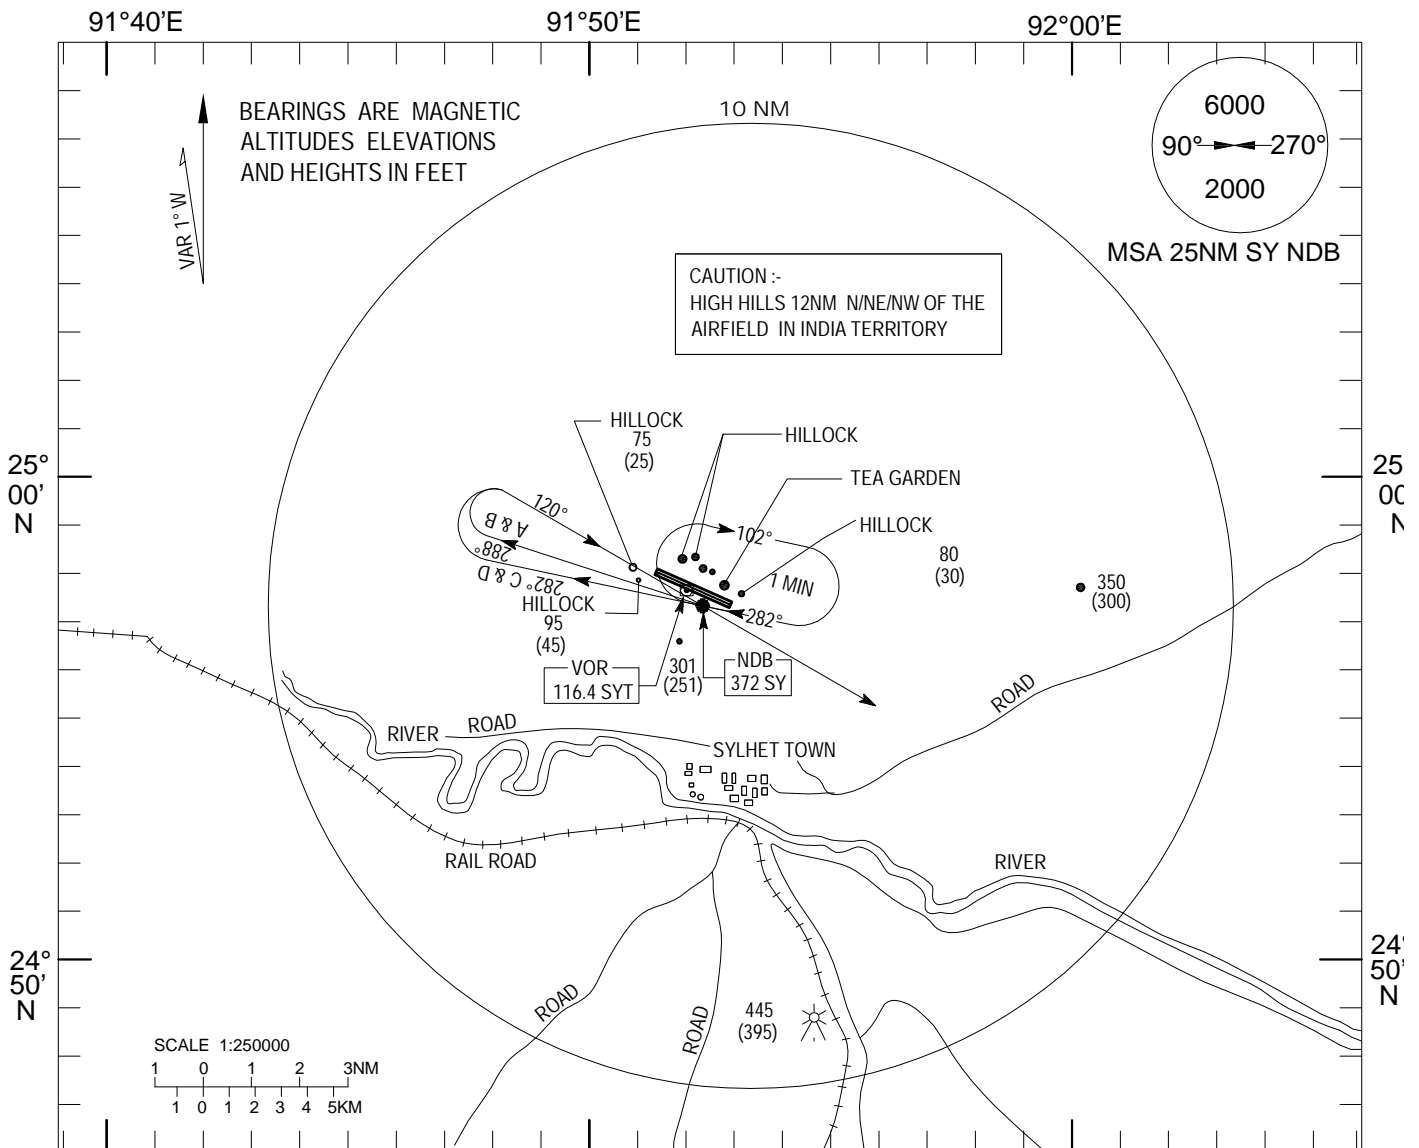 91°40'E
91°50'E
92°00'E
BEARINGS ARE MAGNETIC
ALTITUDES ELEVATIONS
AND HEIGHTS IN FEET
VAR 1° W
10 NM
6000
90°
270°
2000
MSA 25NM SY NDB
CAUTION :-
HIGH HILLS 12NM N/NE/NW OF THE
AIRFIELD IN INDIA TERRITORY
HILLOCK
75
(25)
HILLOCK
TEA GARDEN
HILLOCK
25°
00'
N
25
00
N
120°
A & B
288°
282° C & D
102°
1 MIN
282°
80
(30)
350
(300)
HILLOCK
95
(45)
VOR
116.4 SYT
301
(251)
NDB
372 SY
ROAD
RIVER
ROAD
SYLHET TOWN
RAIL ROAD
RIVER
24°
50'
N
24°
50'
N
ROAD
ROAD
445
(395)
SCALE 1:250000
1 0 1 2 3NM
1 0 1 2 3 4 5KM